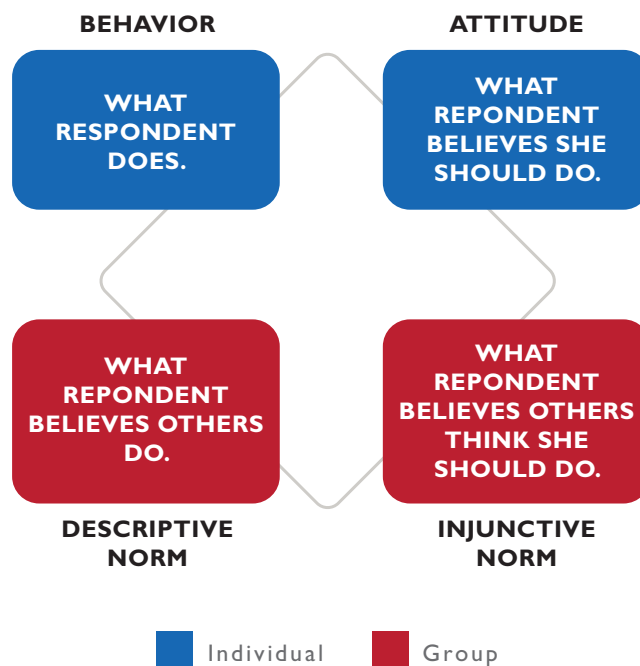 BEHAVIOR
ATTITUDE
WHAT
RESPONDENT
DOES.
WHAT
REPONDENT
BELIEVES SHE
SHOULD DO.
WHAT
REPONDENT
BELIEVES OTHERS
DO.
WHAT
REPONDENT
BELIEVES OTHERS
THINK SHE
SHOULD DO.
DESCRIPTIVE
NORM
INJUNCTIVE
NORM
Individual
Group